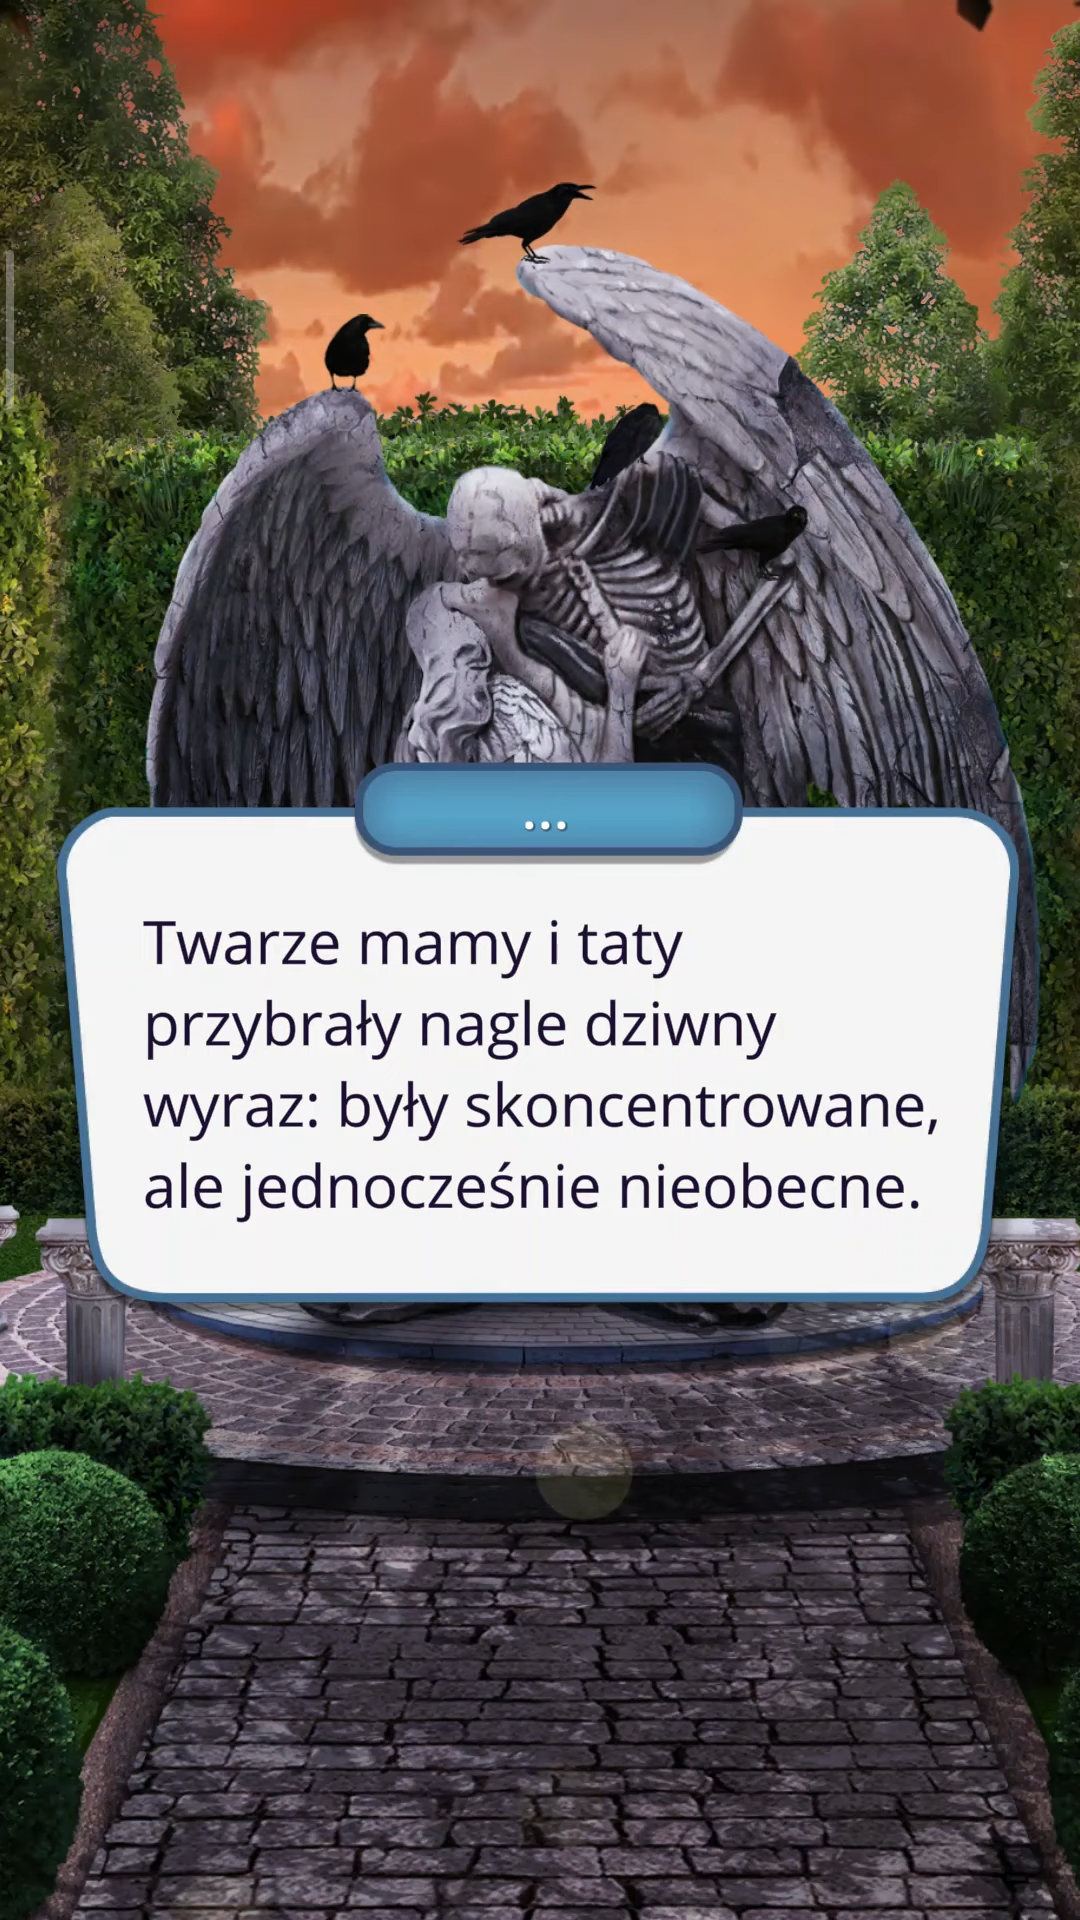 ...
Twarze mamy i taty
przybrały nagle dziwny
wyraz: były skoncentrowane,
ale jednocześnie nieobecne.